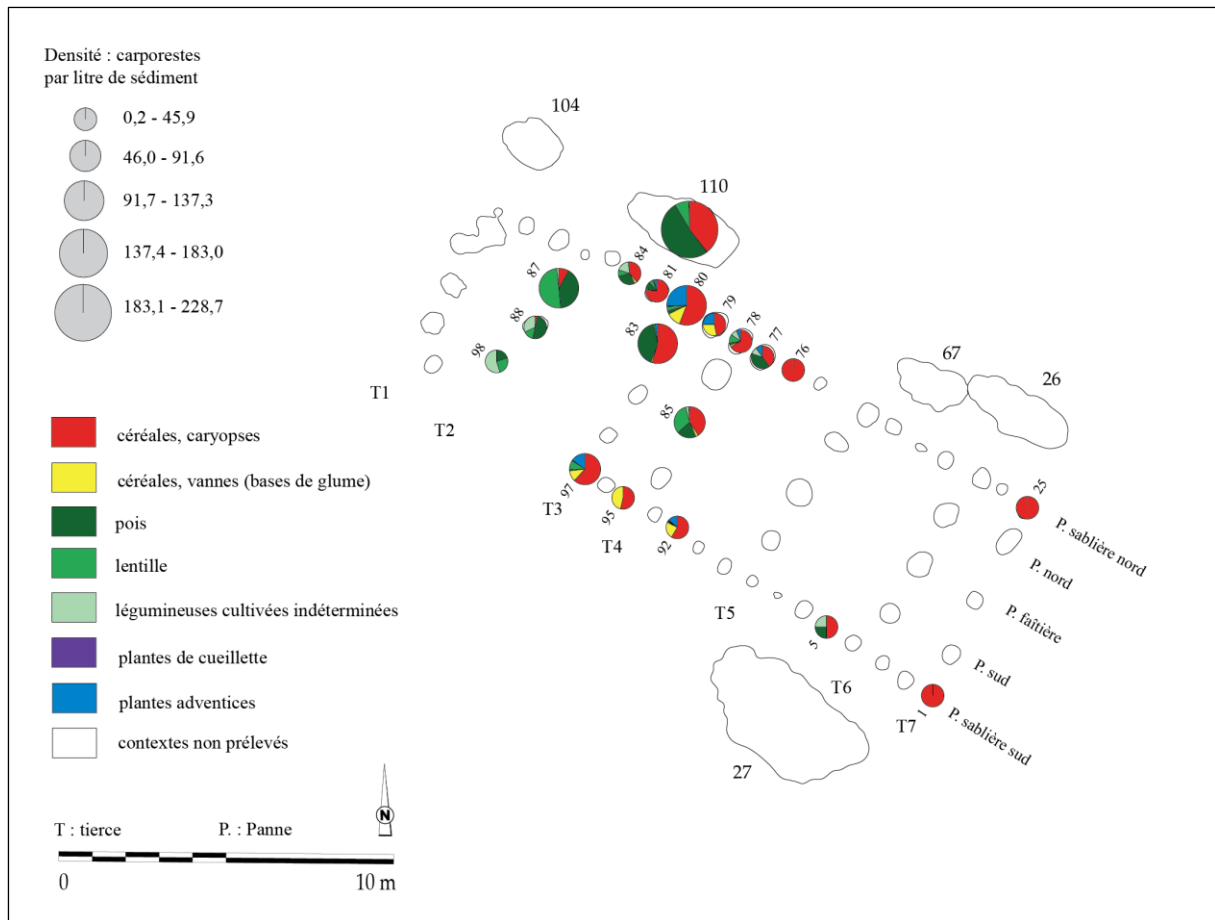 Densité : carporestes
par litre de sédiment
0,2 - 45,9
46,0 - 91,6
91,7 - 137,3
137,4 - 183,0
183,1 - 228,7
céréales, caryopses
céréales, vannes (bases de glume)
pois
lentille
légumineuses cultivées indéterminées
plantes de cueillette
plantes adventices
contextes non prélevés
T : tierce
P. : Panne
N
0
10 m
104
110
84
81
80
79
78
77
76
87
88
98
83
85
67
26
25
T1
T2
97
T3
95
T4
92
T5
5
T6
1
T7
27
P. sablière nord
P. nord
P. faîtière
P. sud
P. sablière sud